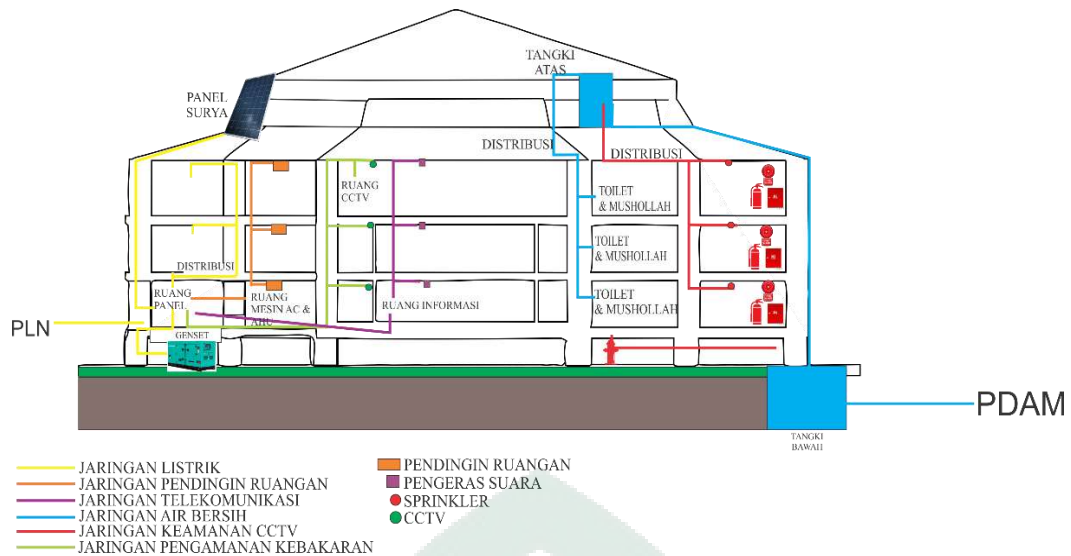 TANGKI
ATAS
PANEL
SURYA
DISTRIBUSI
DISTRIBUSI
RUANG
CCTV
TOILET
& MUSHOLLAH
TOILET
& MUSHOLLAH
DISTRIBUSI
RUANG
PANEL
RUANG
MESIN AC &
AHU
RUANG INFORMASI
TOILET
& MUSHOLLAH
PLN
GENSET
PDAM
TANGKI
BAWAH
JARINGAN LISTRIK
JARINGAN PENDINGIN RUANGAN
JARINGAN TELEKOMUNIKASI
JARINGAN AIR BERSIH
JARINGAN KEAMANAN CCTV
JARINGAN PENGAMANAN KEBAKARAN
PENDINGIN RUANGAN
PENGERAS SUARA
SPRINKLER
CCTV